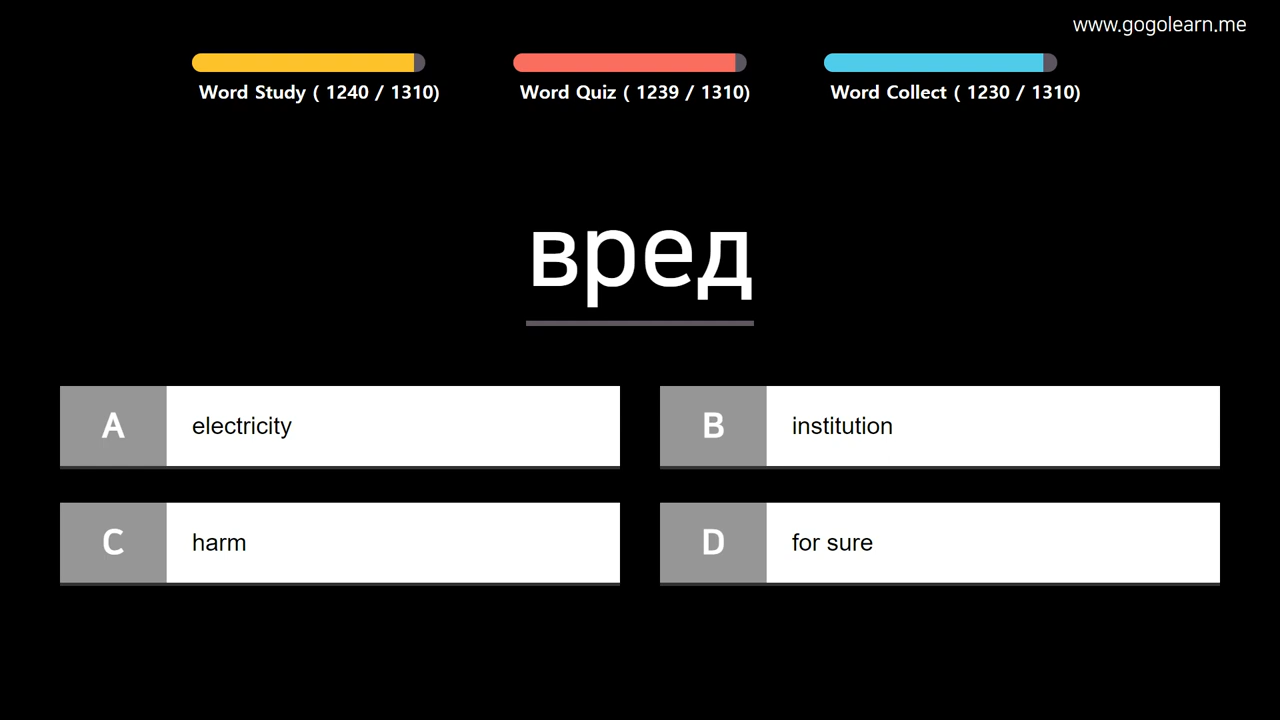 www.gogolearn.me
Word Study ( 1240 / 1310)
Word Quiz ( 1239 / 1310)
Word Collect ( 1230 / 1310)
вред
A electricity
B institution
C harm
D for sure